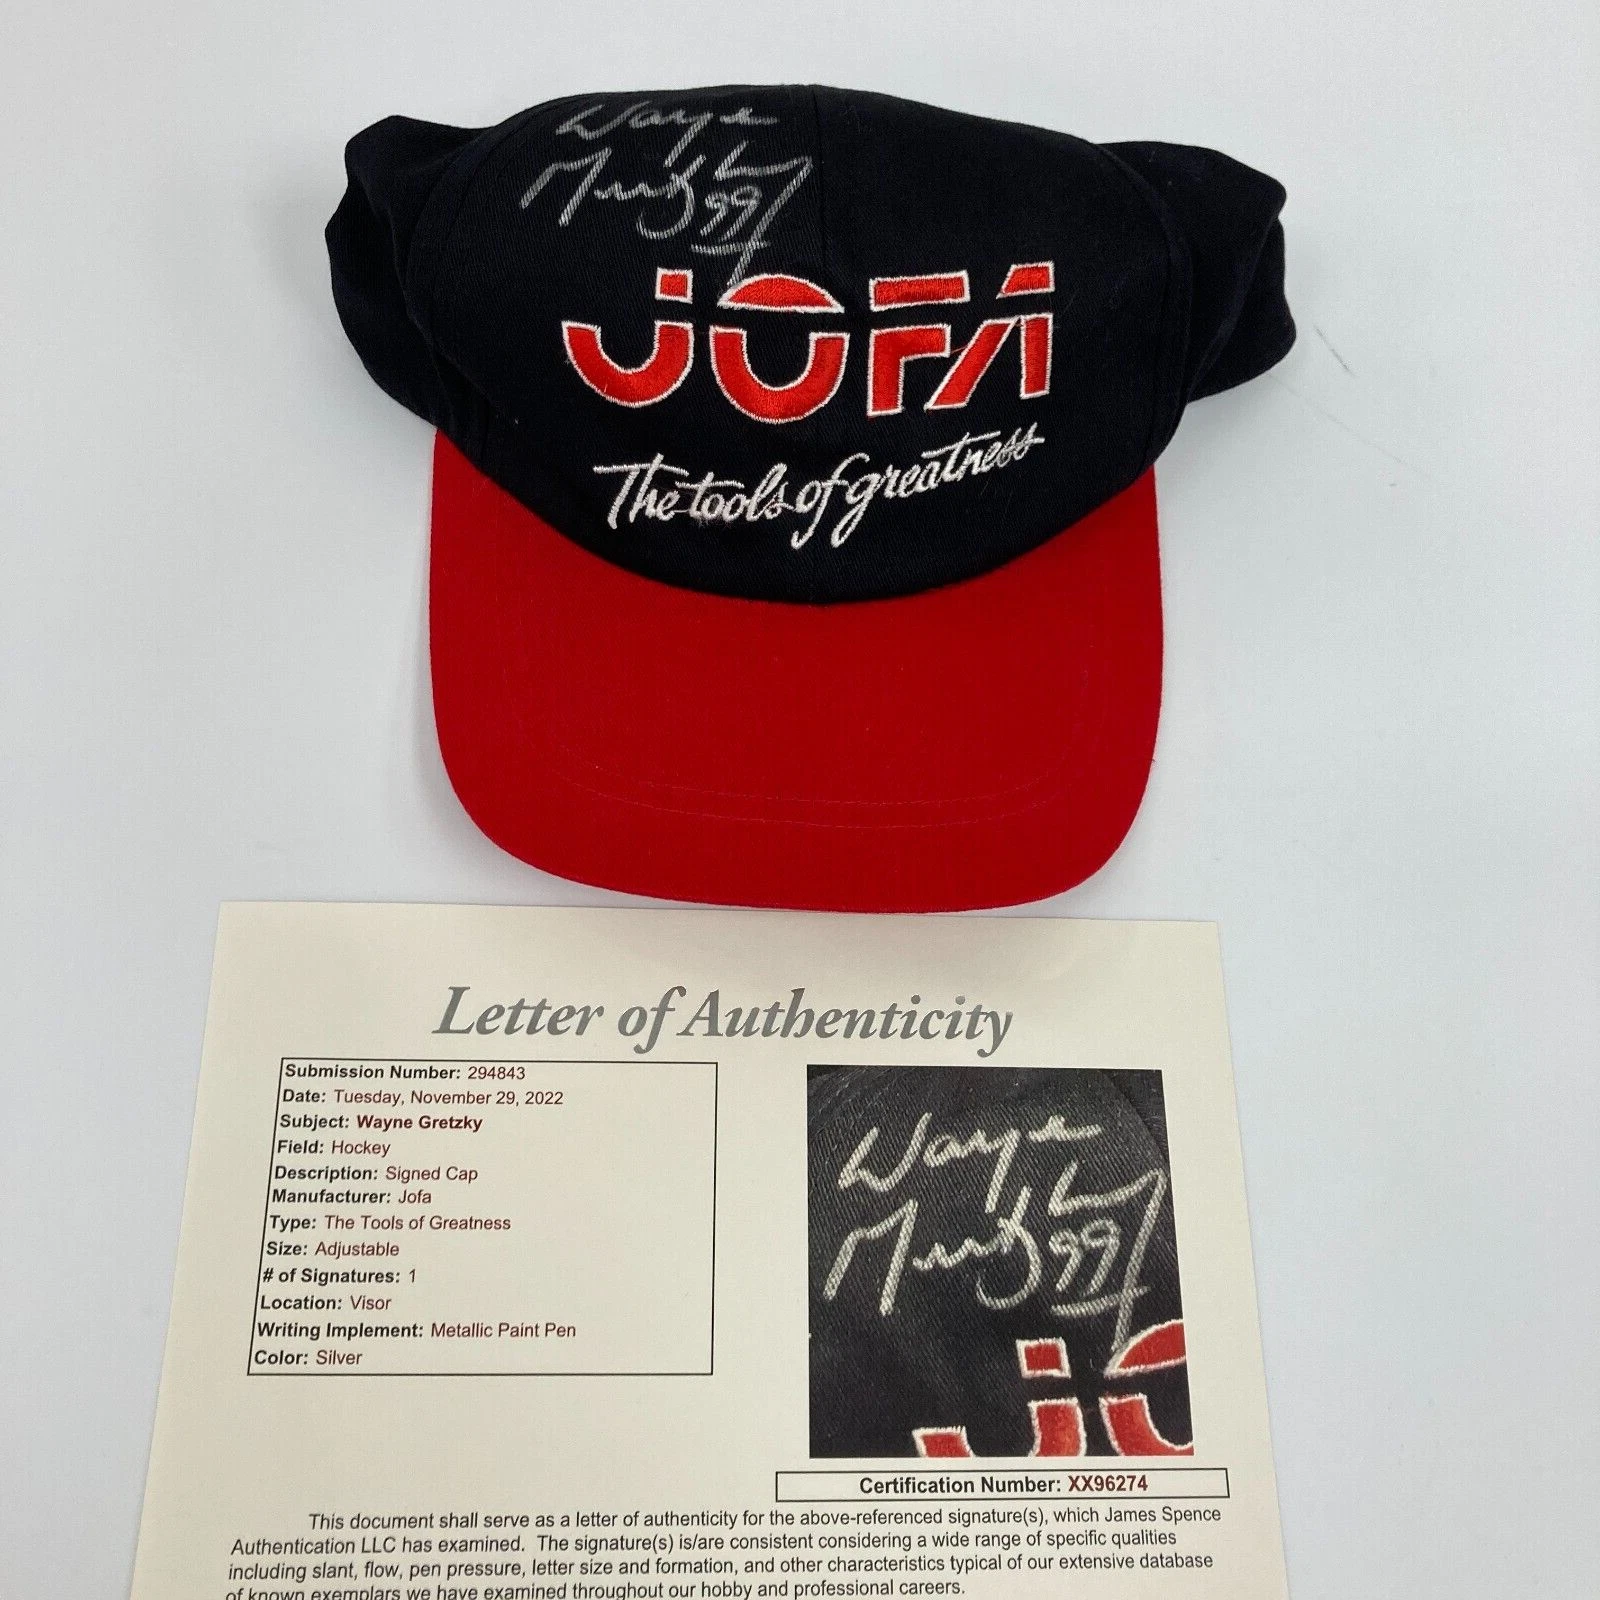 Wayne
Gretzky 99
JOFA
The tools of greatness
Letter of Authenticity
Submission Number: 294843
Date: Tuesday, November 29, 2022
Subject: Wayne Gretzky
Field: Hockey
Description: Signed Cap
Manufacturer: Jofa
Type: The Tools of Greatness
Size: Adjustable
# of Signatures: 1
Location: Visor
Writing Implement: Metallic Paint Pen
Color: Silver
Wayne
Gretzky 99
JO
Certification Number: XX96274
This document shall serve as a letter of authenticity for the above-referenced signature(s), which James Spence
Authentication LLC has examined. The signature(s) is/are consistent considering a wide range of specific qualities
including slant, flow, pen pressure, letter size and formation, and other characteristics typical of our extensive database
of known exemplars we have examined throughout our hobby and professional careers.